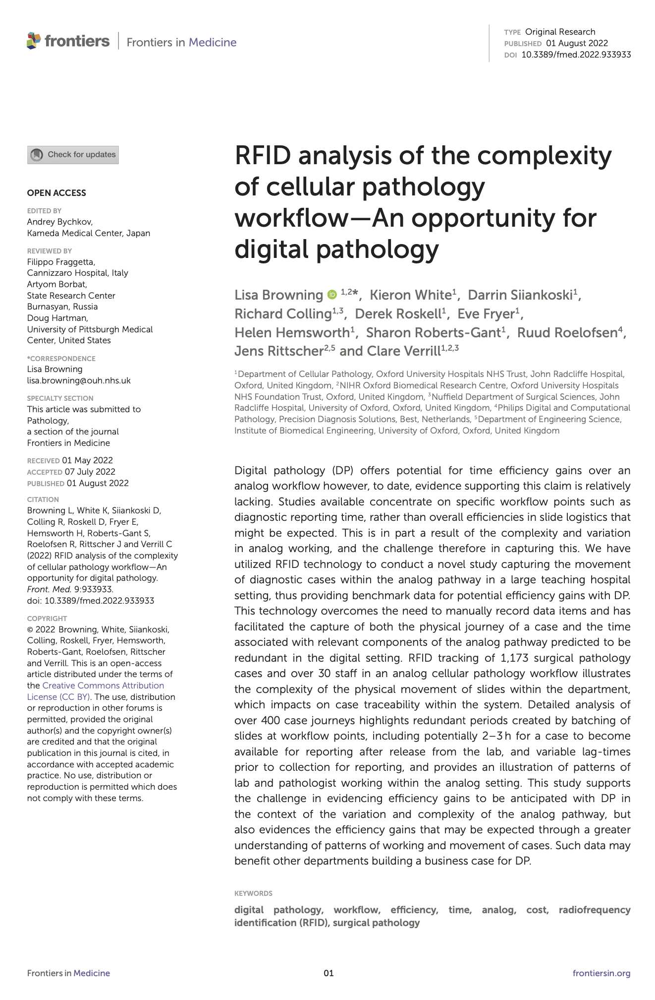 frontiers | Frontiers in Medicine
TYPE Original Research
PUBLISHED 01 August 2022
DOI 10.3389/fmed.2022.933933
Check for updates
OPEN ACCESS
EDITED BY
Andrey Bychkov,
Kameda Medical Center, Japan
REVIEWED BY
Filippo Fraggetta,
Cannizzaro Hospital, Italy
Artyom Borbat,
State Research Center
Burnasyan, Russia
Doug Hartman,
University of Pittsburgh Medical
Center, United States
*CORRESPONDENCE
Lisa Browning
lisa.browning@ouh.nhs.uk
SPECIALTY SECTION
This article was submitted to
Pathology,
a section of the journal
Frontiers in Medicine
RECEIVED 01 May 2022
ACCEPTED 07 July 2022
PUBLISHED 01 August 2022
CITATION
Browning L, White K, Siiankoski D,
Colling R, Roskell D, Fryer E,
Hemsworth H, Roberts-Gant S,
Roelofsen R, Rittscher J and Verrill C
(2022) RFID analysis of the complexity
of cellular pathology workflow—An
opportunity for digital pathology.
Front. Med. 9:933933.
doi: 10.3389/fmed.2022.933933
COPYRIGHT
© 2022 Browning, White, Siiankoski,
Colling, Roskell, Fryer, Hemsworth,
Roberts-Gant, Roelofsen, Rittscher
and Verrill. This is an open-access
article distributed under the terms of
the Creative Commons Attribution
License (CC BY). The use, distribution
or reproduction in other forums is
permitted, provided the original
author(s) and the copyright owner(s)
are credited and that the original
publication in this journal is cited, in
accordance with accepted academic
practice. No use, distribution or
reproduction is permitted which does
not comply with these terms.
RFID analysis of the complexity
of cellular pathology
workflow—An opportunity for
digital pathology
Lisa Browning iD 1,2*, Kieron White1, Darrin Siiankoski1,
Richard Colling1,3, Derek Roskell1, Eve Fryer1,
Helen Hemsworth1, Sharon Roberts-Gant1, Ruud Roelofsen4,
Jens Rittscher2,5 and Clare Verrill1,2,3
1Department of Cellular Pathology, Oxford University Hospitals NHS Trust, John Radcliffe Hospital,
Oxford, United Kingdom, 2NIHR Oxford Biomedical Research Centre, Oxford University Hospitals
NHS Foundation Trust, Oxford, United Kingdom, 3Nuffield Department of Surgical Sciences, John
Radcliffe Hospital, University of Oxford, Oxford, United Kingdom, 4Philips Digital and Computational
Pathology, Precision Diagnosis Solutions, Best, Netherlands, 5Department of Engineering Science,
Institute of Biomedical Engineering, University of Oxford, Oxford, United Kingdom
Digital pathology (DP) offers potential for time efficiency gains over an
analog workflow however, to date, evidence supporting this claim is relatively
lacking. Studies available concentrate on specific workflow points such as
diagnostic reporting time, rather than overall efficiencies in slide logistics that
might be expected. This is in part a result of the complexity and variation
in analog working, and the challenge therefore in capturing this. We have
utilized RFID technology to conduct a novel study capturing the movement
of diagnostic cases within the analog pathway in a large teaching hospital
setting, thus providing benchmark data for potential efficiency gains with DP.
This technology overcomes the need to manually record data items and has
facilitated the capture of both the physical journey of a case and the time
associated with relevant components of the analog pathway predicted to be
redundant in the digital setting. RFID tracking of 1,173 surgical pathology
cases and over 30 staff in an analog cellular pathology workflow illustrates
the complexity of the physical movement of slides within the department,
which impacts on case traceability within the system. Detailed analysis of
over 400 case journeys highlights redundant periods created by batching of
slides at workflow points, including potentially 2–3 h for a case to become
available for reporting after release from the lab, and variable lag-times
prior to collection for reporting, and provides an illustration of patterns of
lab and pathologist working within the analog setting. This study supports
the challenge in evidencing efficiency gains to be anticipated with DP in
the context of the variation and complexity of the analog pathway, but
also evidences the efficiency gains that may be expected through a greater
understanding of patterns of working and movement of cases. Such data may
benefit other departments building a business case for DP.
KEYWORDS
digital pathology, workflow, efficiency, time, analog, cost, radiofrequency
identification (RFID), surgical pathology
Frontiers in Medicine
01
frontiersin.org